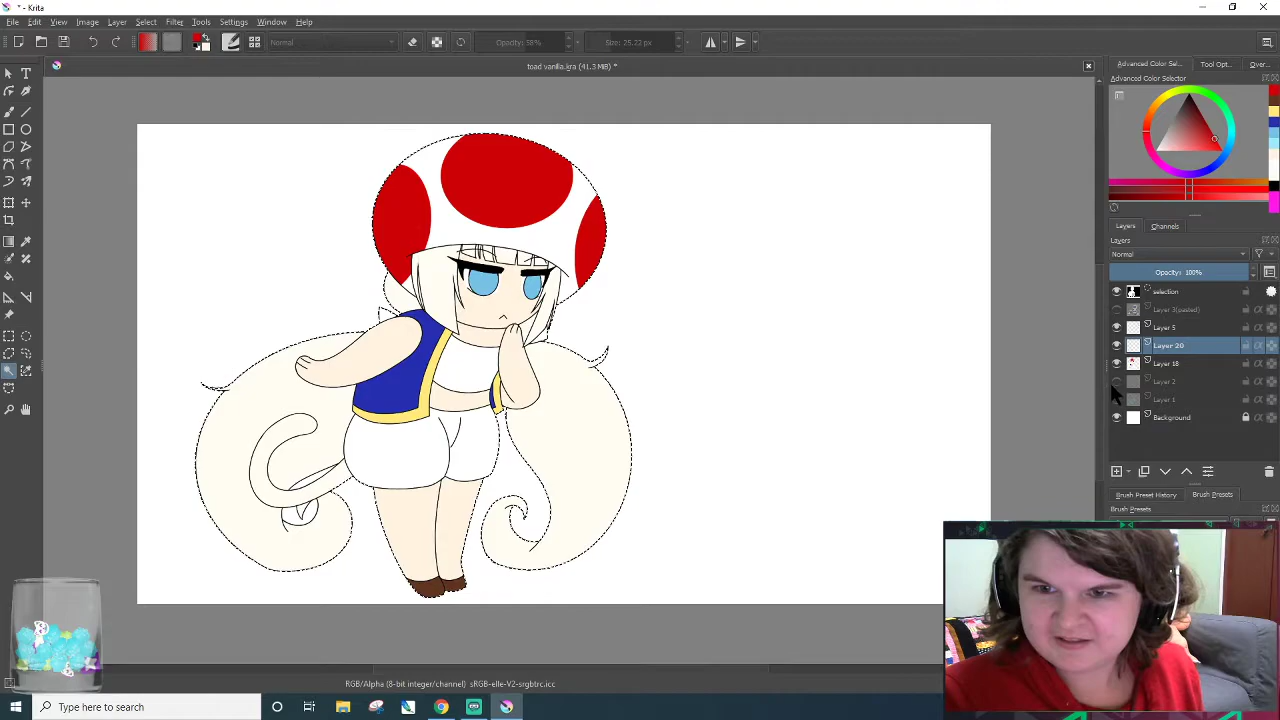 * - Krita
File Edit View Image Layer Select Filter Tools Settings Window Help
Normal Opacity: 58% Size: 25.22 px
toad vanilla.kra (41.3 MiB) *
Advanced Color Sel... Tool Opt... Over...
Advanced Color Selector
Layers Channels
Layers
Normal
Opacity: 100%
selection
Layer 3(pasted)
Layer 5
Layer 20
Layer 18
Layer 2
Layer 1
Background
Brush Preset History Brush Presets
Brush Presets
RGB/Alpha (8-bit integer/channel) sRGB-elle-V2-srgbtrc.icc
Type here to search